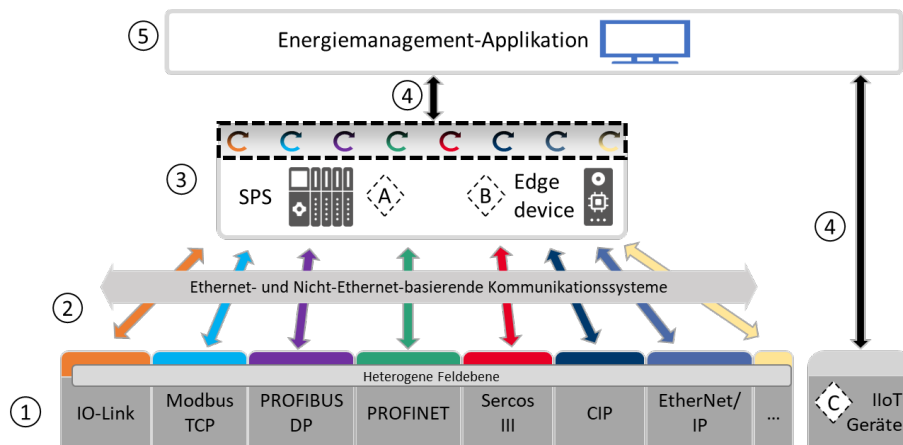 5
Energiemanagement-Applikation
4
3
SPS
A
B
Edge
device
4
Ethernet- und Nicht-Ethernet-basierende Kommunikationssysteme
2
Heterogene Feldebene
1
IO-Link
Modbus
TCP
PROFIBUS
DP
PROFINET
Sercos
III
CIP
EtherNet/
IP
...
C
IIoT
Geräte